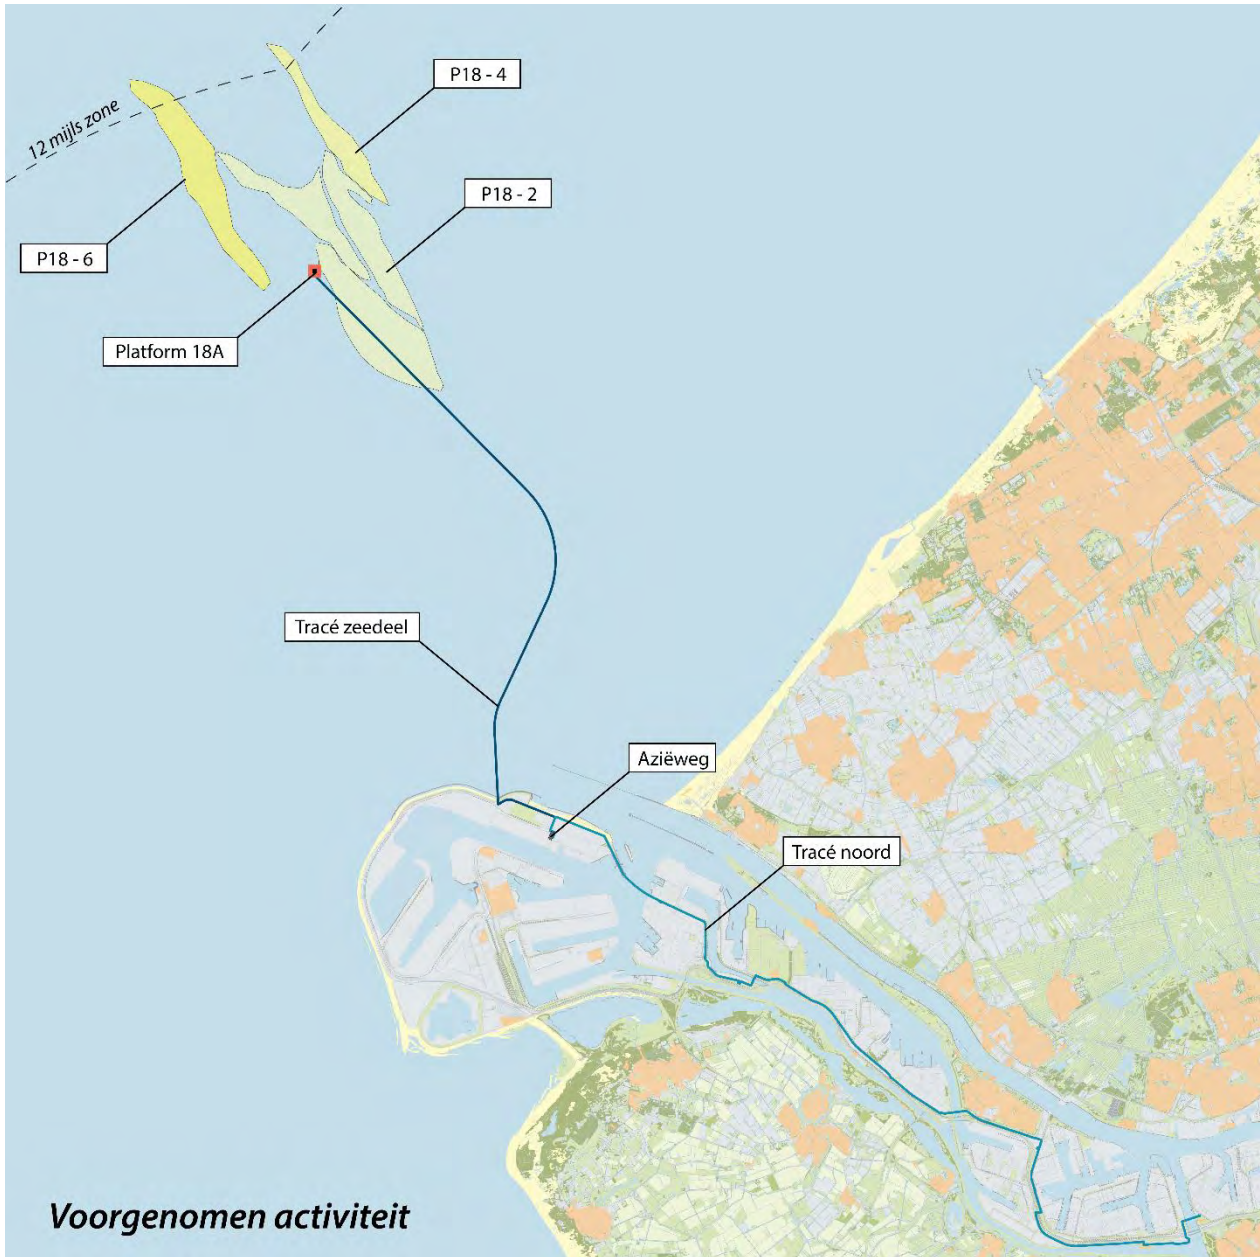 P18 - 4
12 mijls zone
P18 - 2
P18 - 6
Platform 18A
Tracé zeedeel
Aziëweg
Tracé noord
Voorgenomen activiteit